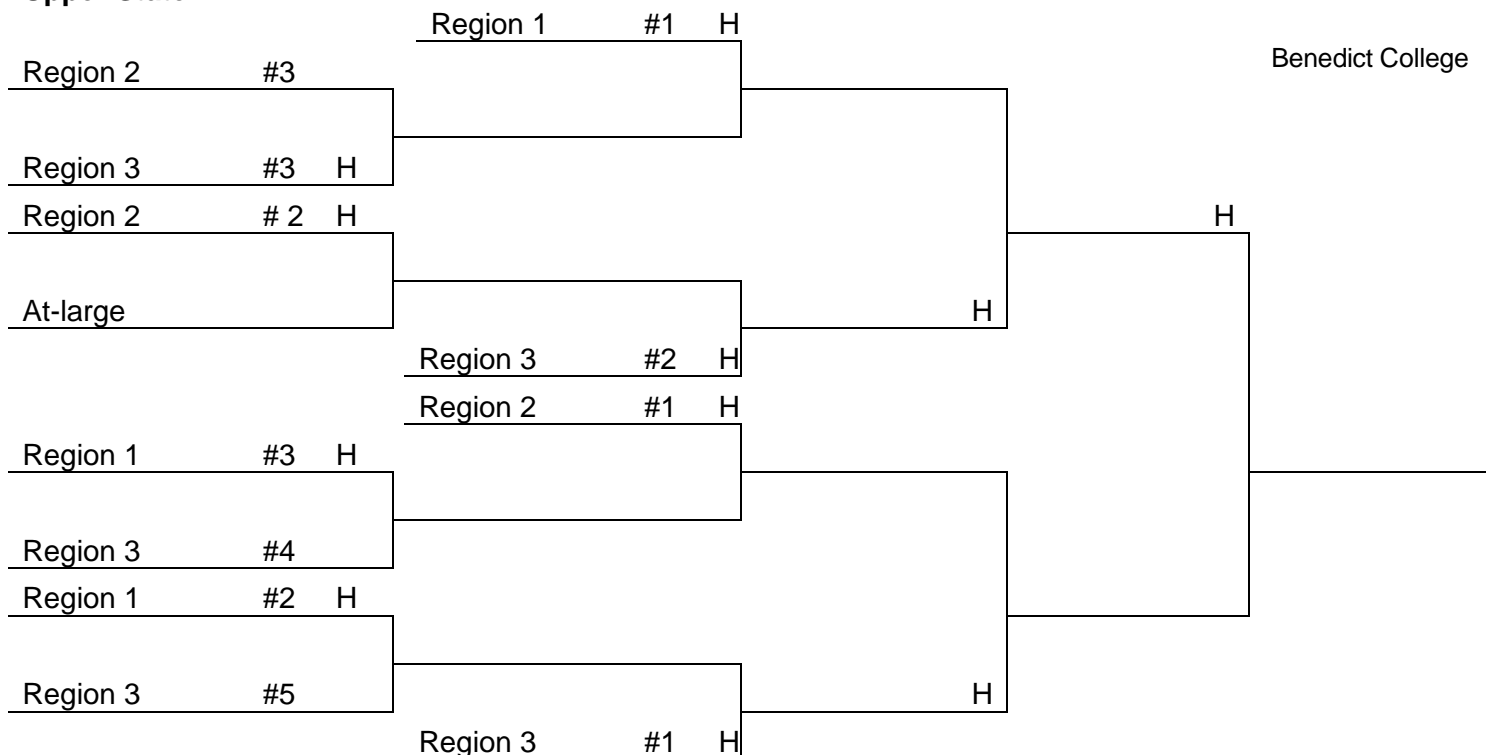 Region 1 #1 H
Benedict College
Region 2 #3
Region 3 #3 H
Region 2 # 2 H
H
At-large
H
Region 3 #2 H
Region 2 #1 H
Region 1 #3 H
Region 3 #4
Region 1 #2 H
Region 3 #5
H
Region 3 #1 H